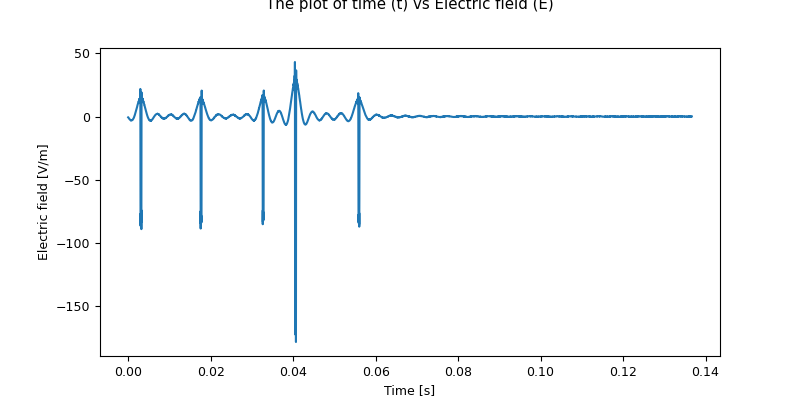 The plot of time (t) vs Electric field (E)
50
0
−50
−100
−150
Electric field [V/m]
0.00 0.02 0.04 0.06 0.08 0.10 0.12 0.14
Time [s]